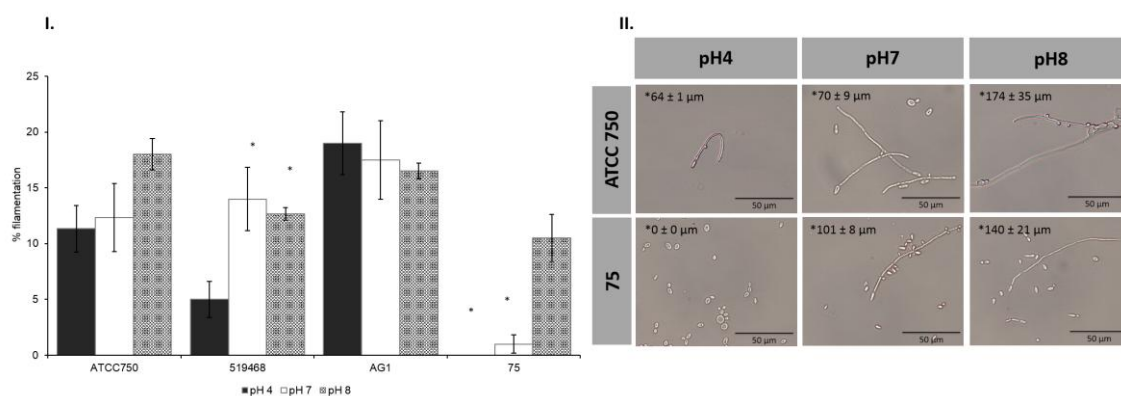 I.
% filamentation
25
20
15
10
5
0
*
*
*
*
ATCC750
519468
AG1
75
pH 4 pH 7 pH 8
II.
pH4
pH7
pH8
ATCC 750
*64 ± 1 µm
50 µm
*70 ± 9 µm
50 µm
*174 ± 35 µm
50 µm
75
*0 ± 0 µm
50 µm
*101 ± 8 µm
50 µm
*140 ± 21 µm
50 µm